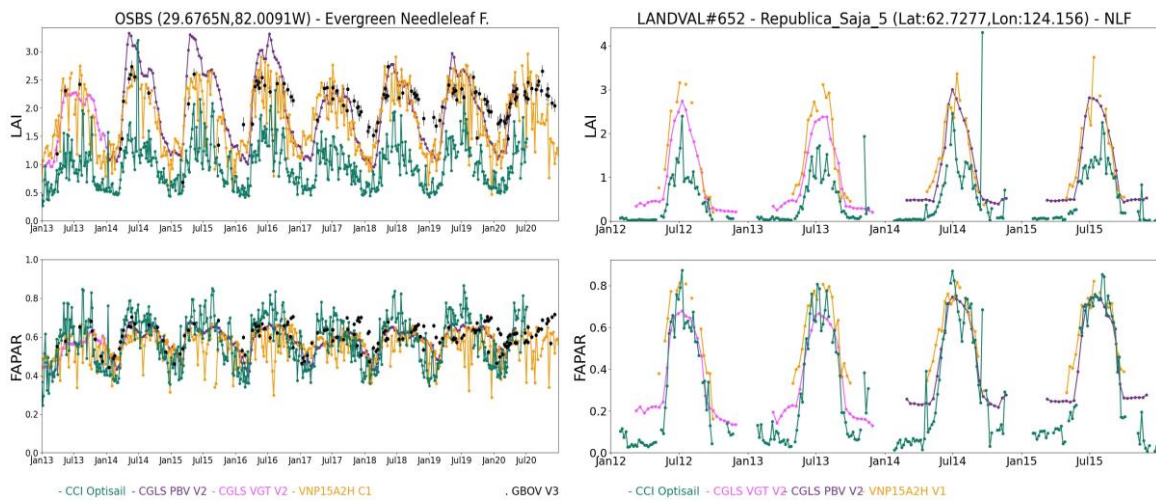 OSBS (29.6765N,82.0091W) - Evergreen Needleleaf F.
LAI
3.0
2.5
2.0
1.5
1.0
0.5
0.0
Jan13 Jul13 Jan14 Jul14 Jan15 Jul15 Jan16 Jul16 Jan17 Jul17 Jan18 Jul18 Jan19 Jul19 Jan20 Jul20
FAPAR
1.0
0.8
0.6
0.4
0.2
0.0
Jan13 Jul13 Jan14 Jul14 Jan15 Jul15 Jan16 Jul16 Jan17 Jul17 Jan18 Jul18 Jan19 Jul19 Jan20 Jul20
- CCI Optisail - CGLS PBV V2 - CGLS VGT V2 - VNP15A2H C1 . GBOV V3
LANDVAL#652 - Republica_Saja_5 (Lat:62.7277,Lon:124.156) - NLF
LAI
4
3
2
1
0
Jan12 Jul12 Jan13 Jul13 Jan14 Jul14 Jan15 Jul15
FAPAR
0.8
0.6
0.4
0.2
0.0
Jan12 Jul12 Jan13 Jul13 Jan14 Jul14 Jan15 Jul15
- CCI Optisail - CGLS VGT V2 - CGLS PBV V2 - VNP15A2H V1